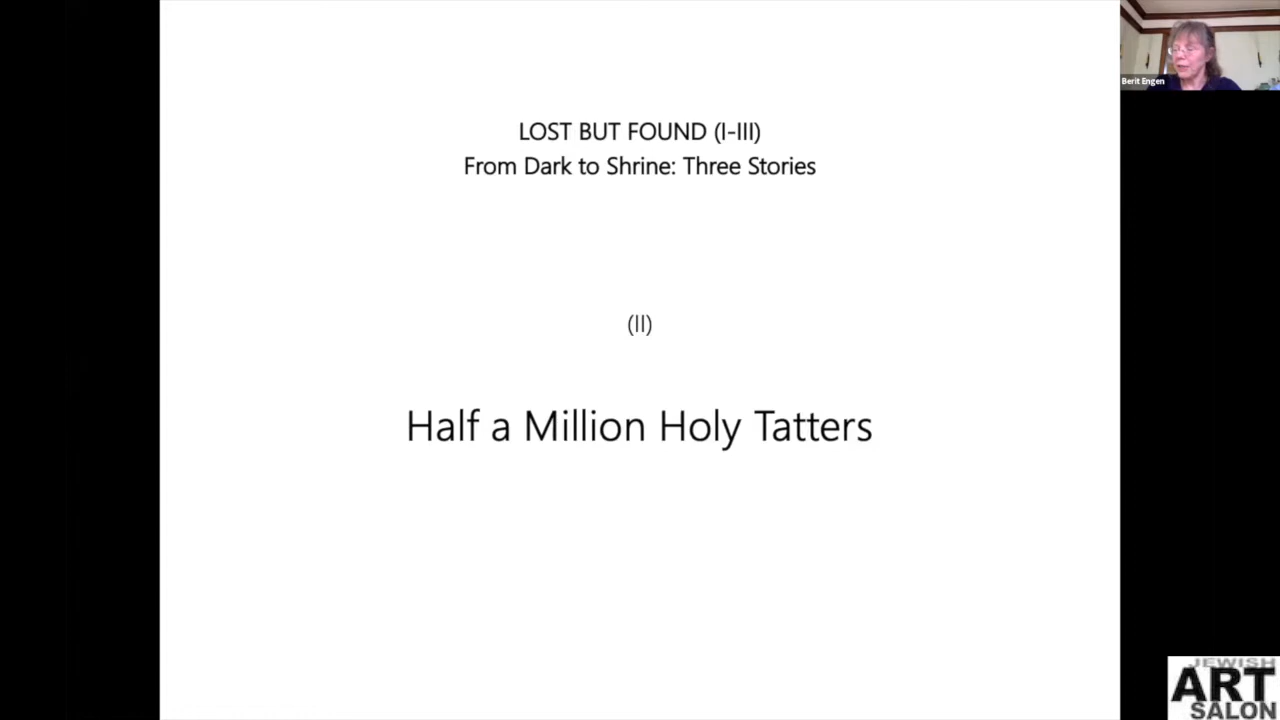 LOST BUT FOUND (I-III)
From Dark to Shrine: Three Stories
(II)
Half a Million Holy Tatters
Berit Engen
JEWISH
ART
SALON